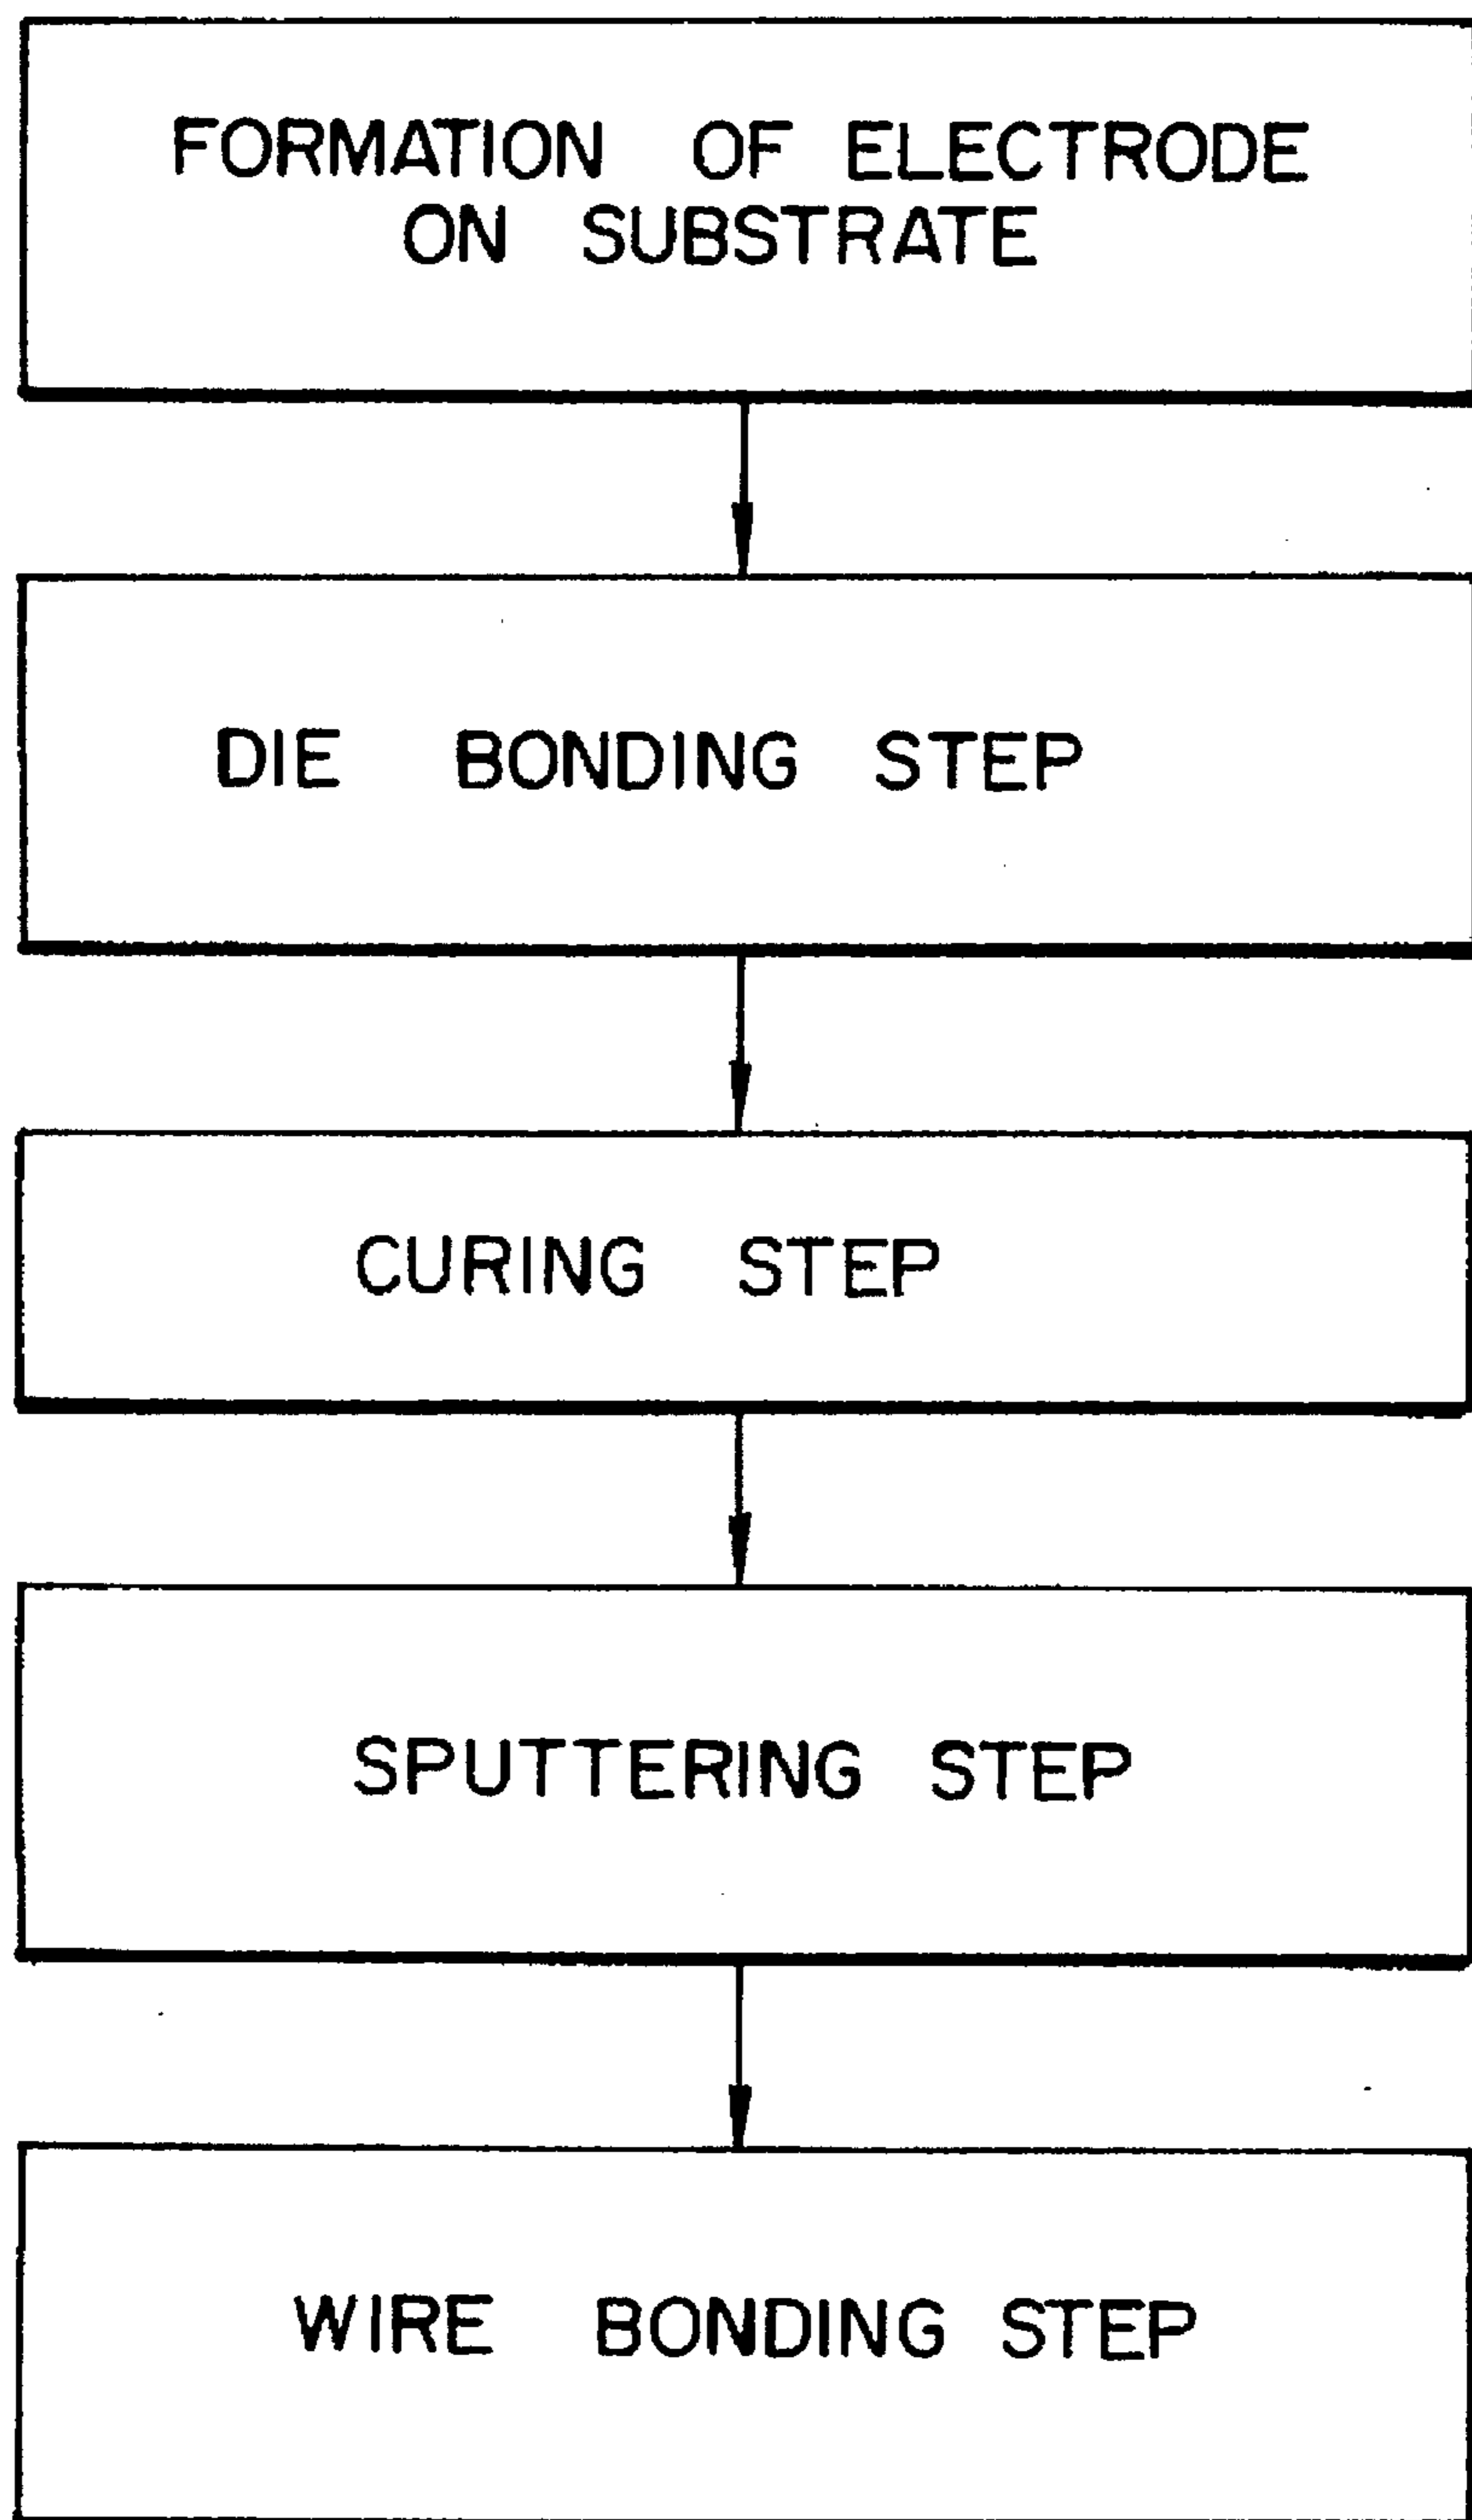 FORMATION OF ELECTRODE
ON SUBSTRATE
DIE BONDING STEP
CURING STEP
SPUTTERING STEP
WIRE BONDING STEP